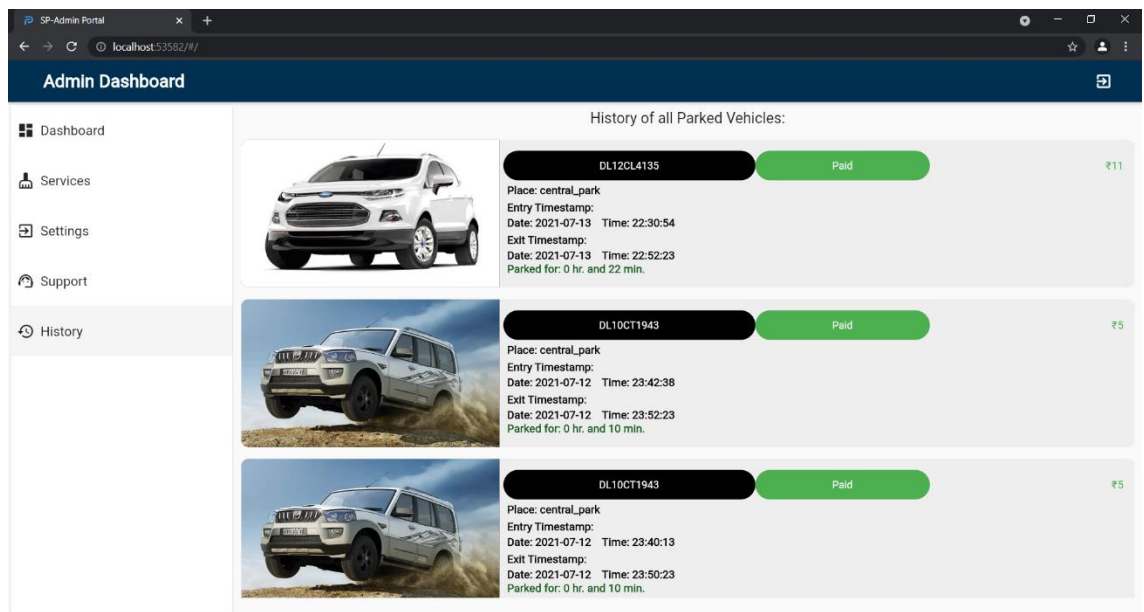 SP-Admin Portal
localhost:53582/#/
Admin Dashboard
Dashboard
Services
Settings
Support
History
History of all Parked Vehicles:
DL12CL4135 Paid ₹11
Place: central_park
Entry Timestamp:
Date: 2021-07-13 Time: 22:30:54
Exit Timestamp:
Date: 2021-07-13 Time: 22:52:23
Parked for: 0 hr. and 22 min.
DL10CT1943 Paid ₹5
Place: central_park
Entry Timestamp:
Date: 2021-07-12 Time: 23:42:38
Exit Timestamp:
Date: 2021-07-12 Time: 23:52:23
Parked for: 0 hr. and 10 min.
DL10CT1943 Paid ₹5
Place: central_park
Entry Timestamp:
Date: 2021-07-12 Time: 23:40:13
Exit Timestamp:
Date: 2021-07-12 Time: 23:50:23
Parked for: 0 hr. and 10 min.